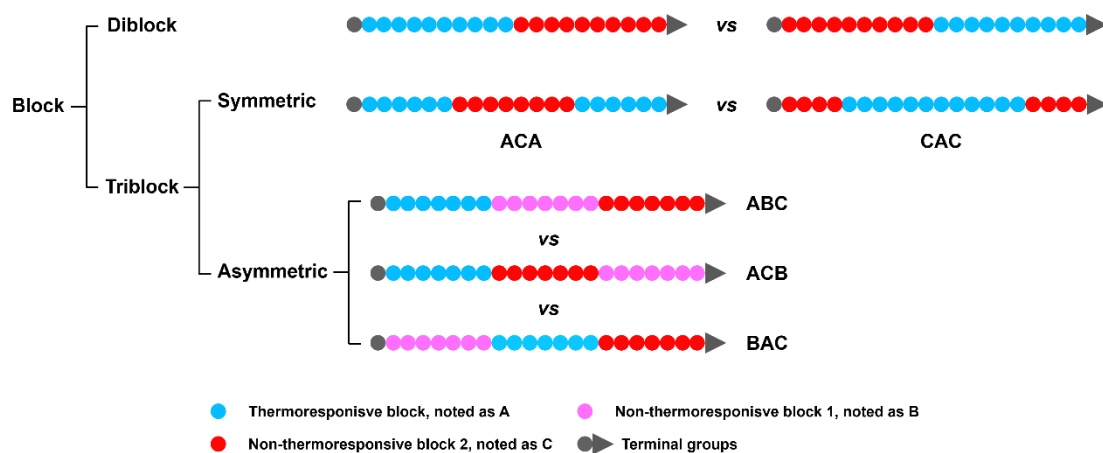 Diblock
vs
Block
Symmetric
vs
ACA
CAC
Triblock
ABC
vs
Asymmetric
ACB
vs
BAC
Thermoresponisve block, noted as A
Non-thermoresponisve block 1, noted as B
Non-thermoresponsive block 2, noted as C
Terminal groups